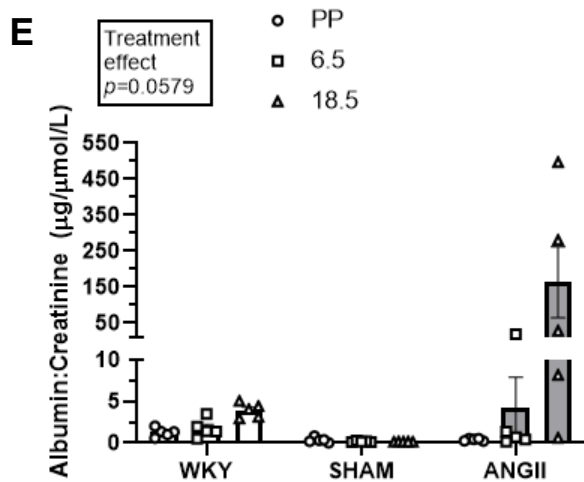 E
Treatment
effect
p=0.0579
PP
6.5
18.5
Albumin:Creatinine (μg/μmol/L)
550
450
350
250
150
50
10
5
0
WKY
SHAM
ANGII